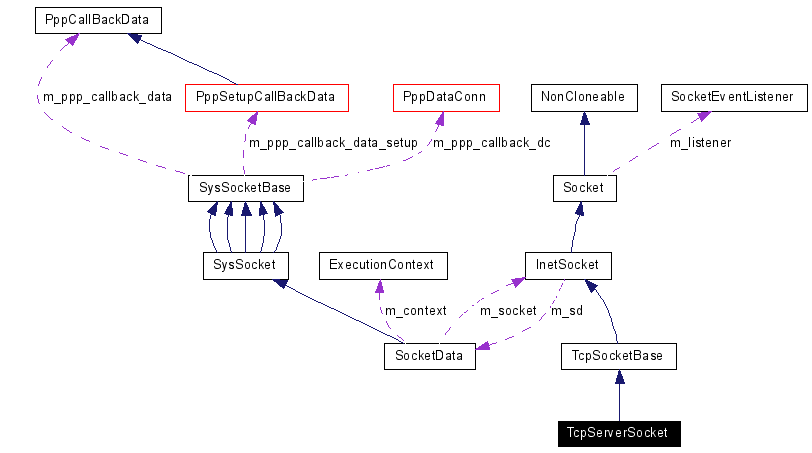 PppCallBackData
PppSetupCallBackData
PppDataConn
NonCloneable
SocketEventListener
m_ppp_callback_data
m_ppp_callback_data_setup
m_ppp_callback_dc
m_listener
SysSocketBase
Socket
SysSocket
ExecutionContext
InetSocket
m_context
m_socket
m_sd
SocketData
TcpSocketBase
TcpServerSocket